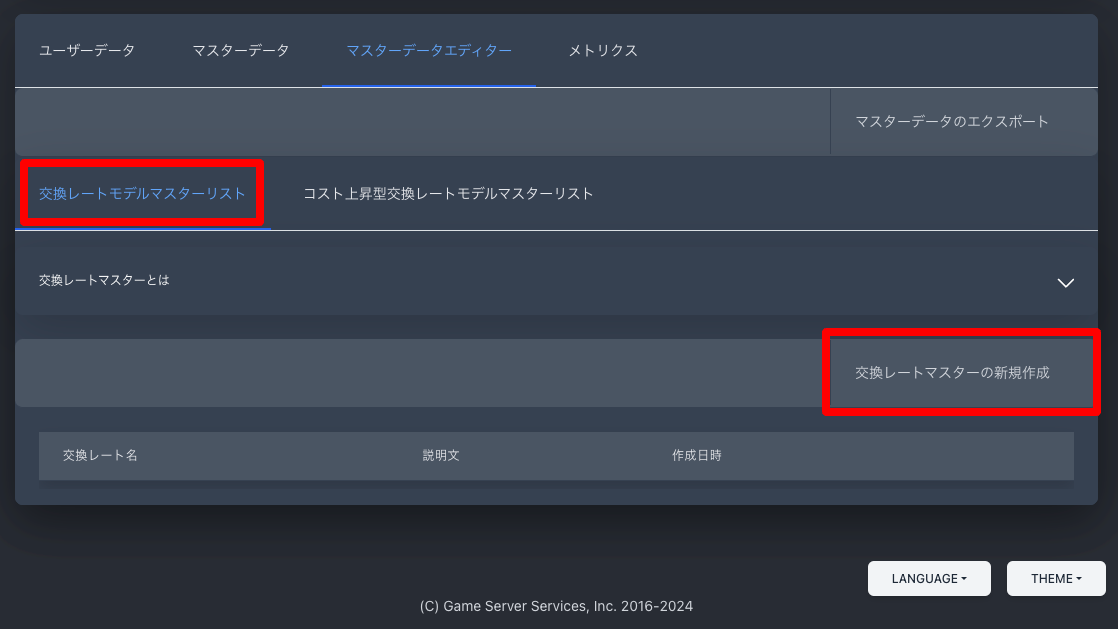 ユーザーデータ マスターデータ マスターデータエディター メトリクス
マスターデータのエクスポート
交換レートモデルマスターリスト コスト上昇型交換レートモデルマスターリスト
交換レートマスターとは
交換レートマスターの新規作成
交換レート名 説明文 作成日時
LANGUAGE THEME
(C) Game Server Services, Inc. 2016-2024